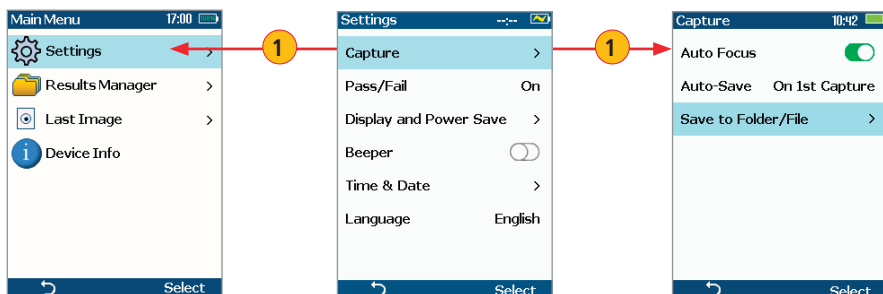 Main Menu 17:00 100%
Settings >
Results Manager >
Last Image >
i Device Info
Select
1
Settings --:--
Capture >
Pass/Fail On
Display and Power Save >
Beeper
Time & Date >
Language English
Select
1
Capture 10:42
Auto Focus
Auto-Save On 1st Capture
Save to Folder/File >
Select